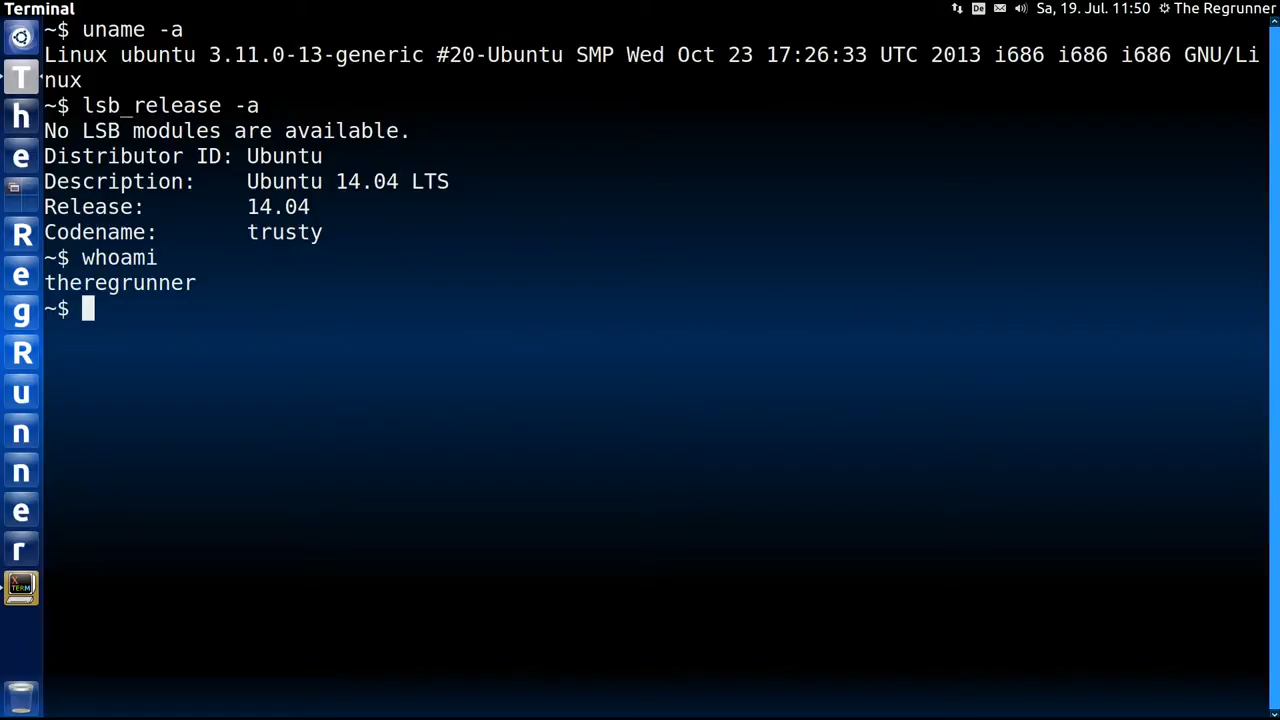 Terminal
De
Sa, 19. Jul. 11:50
The Regrunner
~$ uname -a
Linux ubuntu 3.11.0-13-generic #20-Ubuntu SMP Wed Oct 23 17:26:33 UTC 2013 i686 i686 i686 GNU/Li
nux
~$ lsb_release -a
No LSB modules are available.
Distributor ID: Ubuntu
Description:    Ubuntu 14.04 LTS
Release:        14.04
Codename:       trusty
~$ whoami
theregrunner
~$
T
h
e
R
e
g
R
u
n
n
e
r
X
TERM